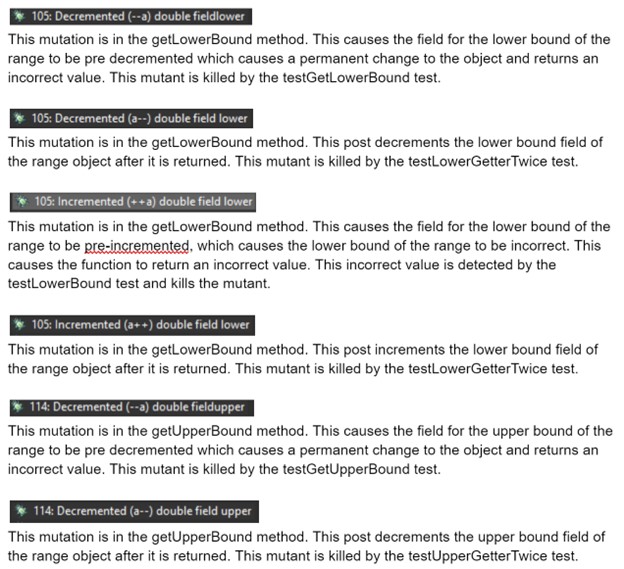 105: Decremented (--a) double fieldlower
This mutation is in the getLowerBound method. This causes the field for the lower bound of the
range to be pre decremented which causes a permanent change to the object and returns an
incorrect value. This mutant is killed by the testGetLowerBound test.
105: Decremented (a--) double field lower
This mutation is in the getLowerBound method. This post decrements the lower bound field of
the range object after it is returned. This mutant is killed by the testLowerGetterTwice test.
105: Incremented (++a) double field lower
This mutation is in the getLowerBound method. This causes the field for the lower bound of the
range to be pre-incremented, which causes the lower bound of the range to be incorrect. This
causes the function to return an incorrect value. This incorrect value is detected by the
testLowerBound test and kills the mutant.
105: Incremented (a++) double field lower
This mutation is in the getLowerBound method. This post increments the lower bound field of
the range object after it is returned. This mutant is killed by the testLowerGetterTwice test.
114: Decremented (--a) double fieldupper
This mutation is in the getUpperBound method. This causes the field for the upper bound of the
range to be pre decremented which causes a permanent change to the object and returns an
incorrect value. This mutant is killed by the testGetUpperBound test.
114: Decremented (a--) double field upper
This mutation is in the getUpperBound method. This post decrements the upper bound field of
the range object after it is returned. This mutant is killed by the testUpperGetterTwice test.